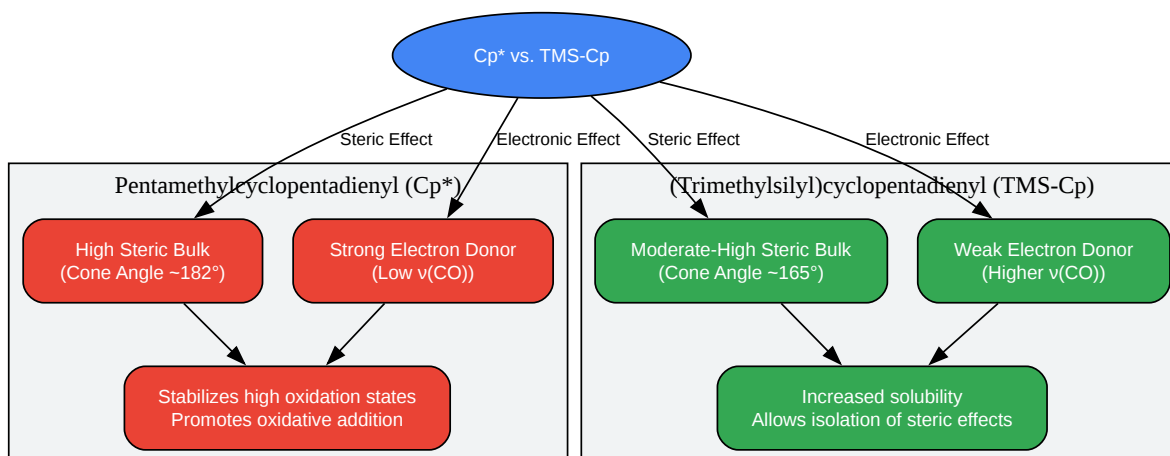 Cp* vs. TMS-Cp
Steric Effect
Electronic Effect
Steric Effect
Electronic Effect
Pentamethylcyclopentadienyl (Cp*)
(Trimethylsilyl)cyclopentadienyl (TMS-Cp)
High Steric Bulk
(Cone Angle ~182°)
Strong Electron Donor
(Low ν(CO))
Moderate-High Steric Bulk
(Cone Angle ~165°)
Weak Electron Donor
(Higher ν(CO))
Stabilizes high oxidation states
Promotes oxidative addition
Increased solubility
Allows isolation of steric effects